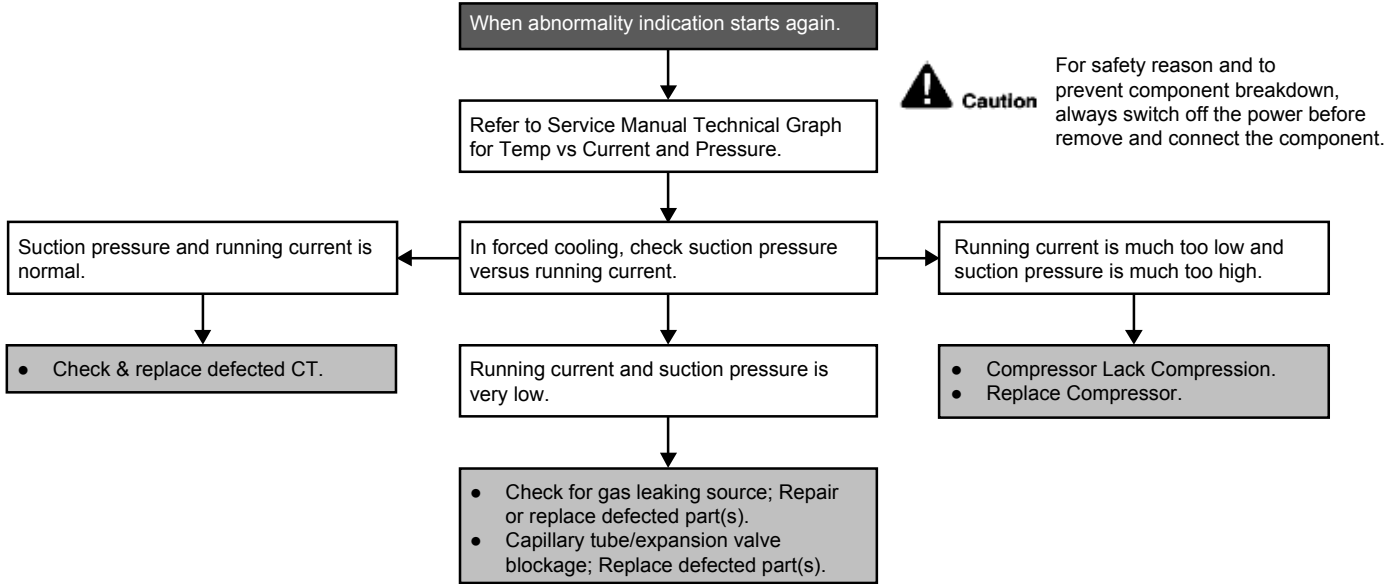 When abnormality indication starts again.
Caution
For safety reason and to
prevent component breakdown,
always switch off the power before
remove and connect the component.
Refer to Service Manual Technical Graph
for Temp vs Current and Pressure.
Suction pressure and running current is
normal.
In forced cooling, check suction pressure
versus running current.
Running current is much too low and
suction pressure is much too high.
● Check & replace defected CT.
Running current and suction pressure is
very low.
● Compressor Lack Compression.
● Replace Compressor.
● Check for gas leaking source; Repair
or replace defected part(s).
● Capillary tube/expansion valve
blockage; Replace defected part(s).